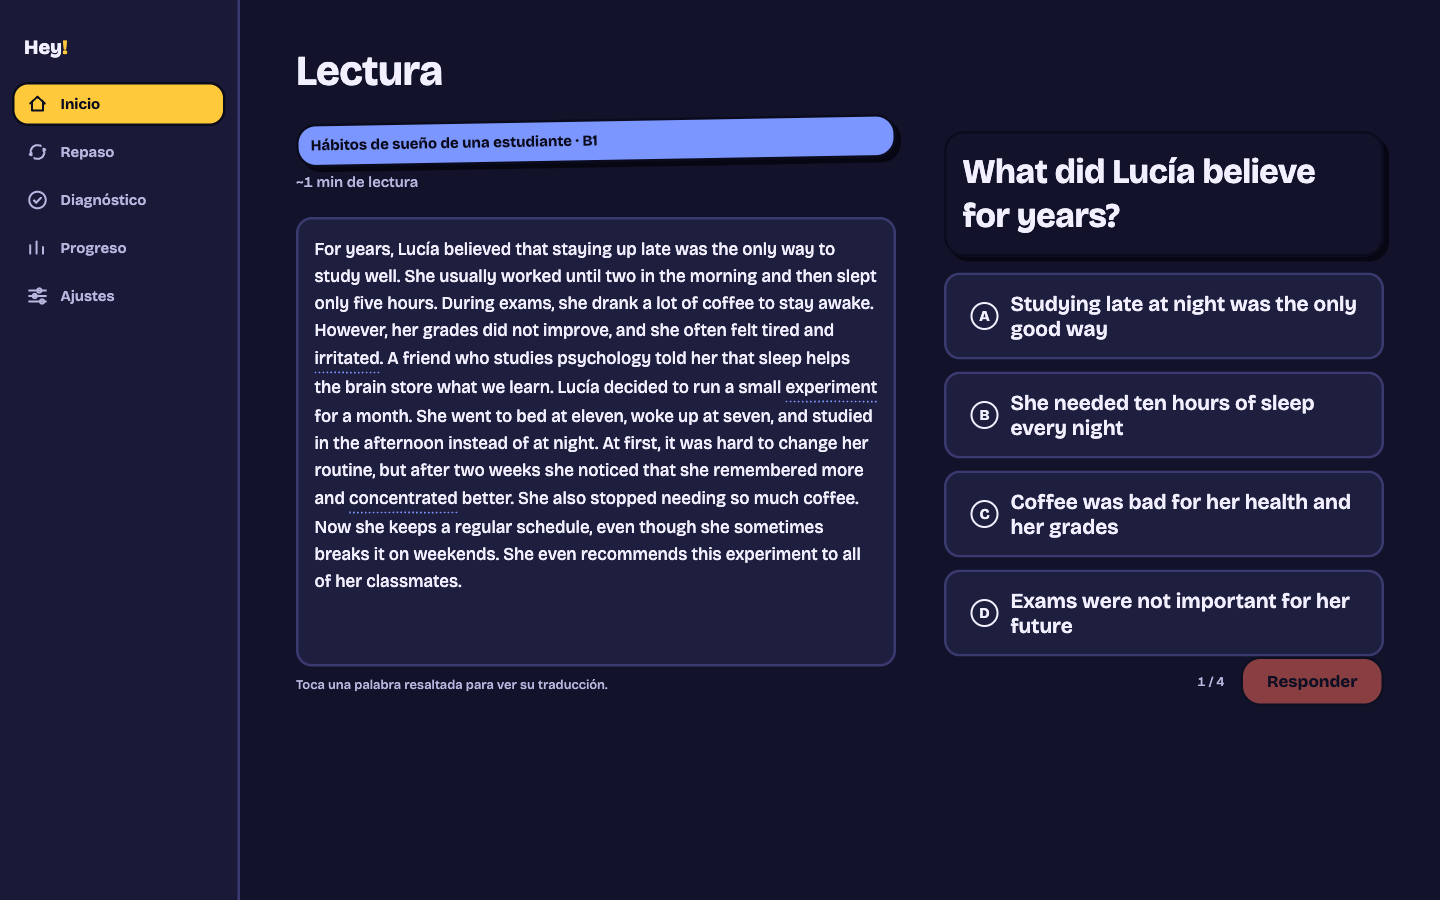 Hey!
Inicio
Repaso
Diagnóstico
Progreso
Ajustes
Lectura
Hábitos de sueño de una estudiante · B1
~1 min de lectura
For years, Lucía believed that staying up late was the only way to
study well. She usually worked until two in the morning and then slept
only five hours. During exams, she drank a lot of coffee to stay awake.
However, her grades did not improve, and she often felt tired and
irritated. A friend who studies psychology told her that sleep helps
the brain store what we learn. Lucía decided to run a small experiment
for a month. She went to bed at eleven, woke up at seven, and studied
in the afternoon instead of at night. At first, it was hard to change her
routine, but after two weeks she noticed that she remembered more
and concentrated better. She also stopped needing so much coffee.
Now she keeps a regular schedule, even though she sometimes
breaks it on weekends. She even recommends this experiment to all
of her classmates.
Toca una palabra resaltada para ver su traducción.
What did Lucía believe
for years?
A Studying late at night was the only
good way
B She needed ten hours of sleep
every night
C Coffee was bad for her health and
her grades
D Exams were not important for her
future
1 / 4
Responder